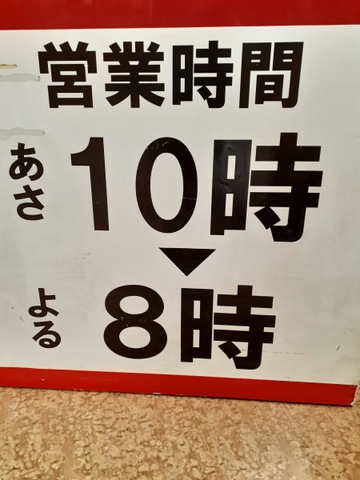 営業時間
あさ 10時
▼
よる 8時